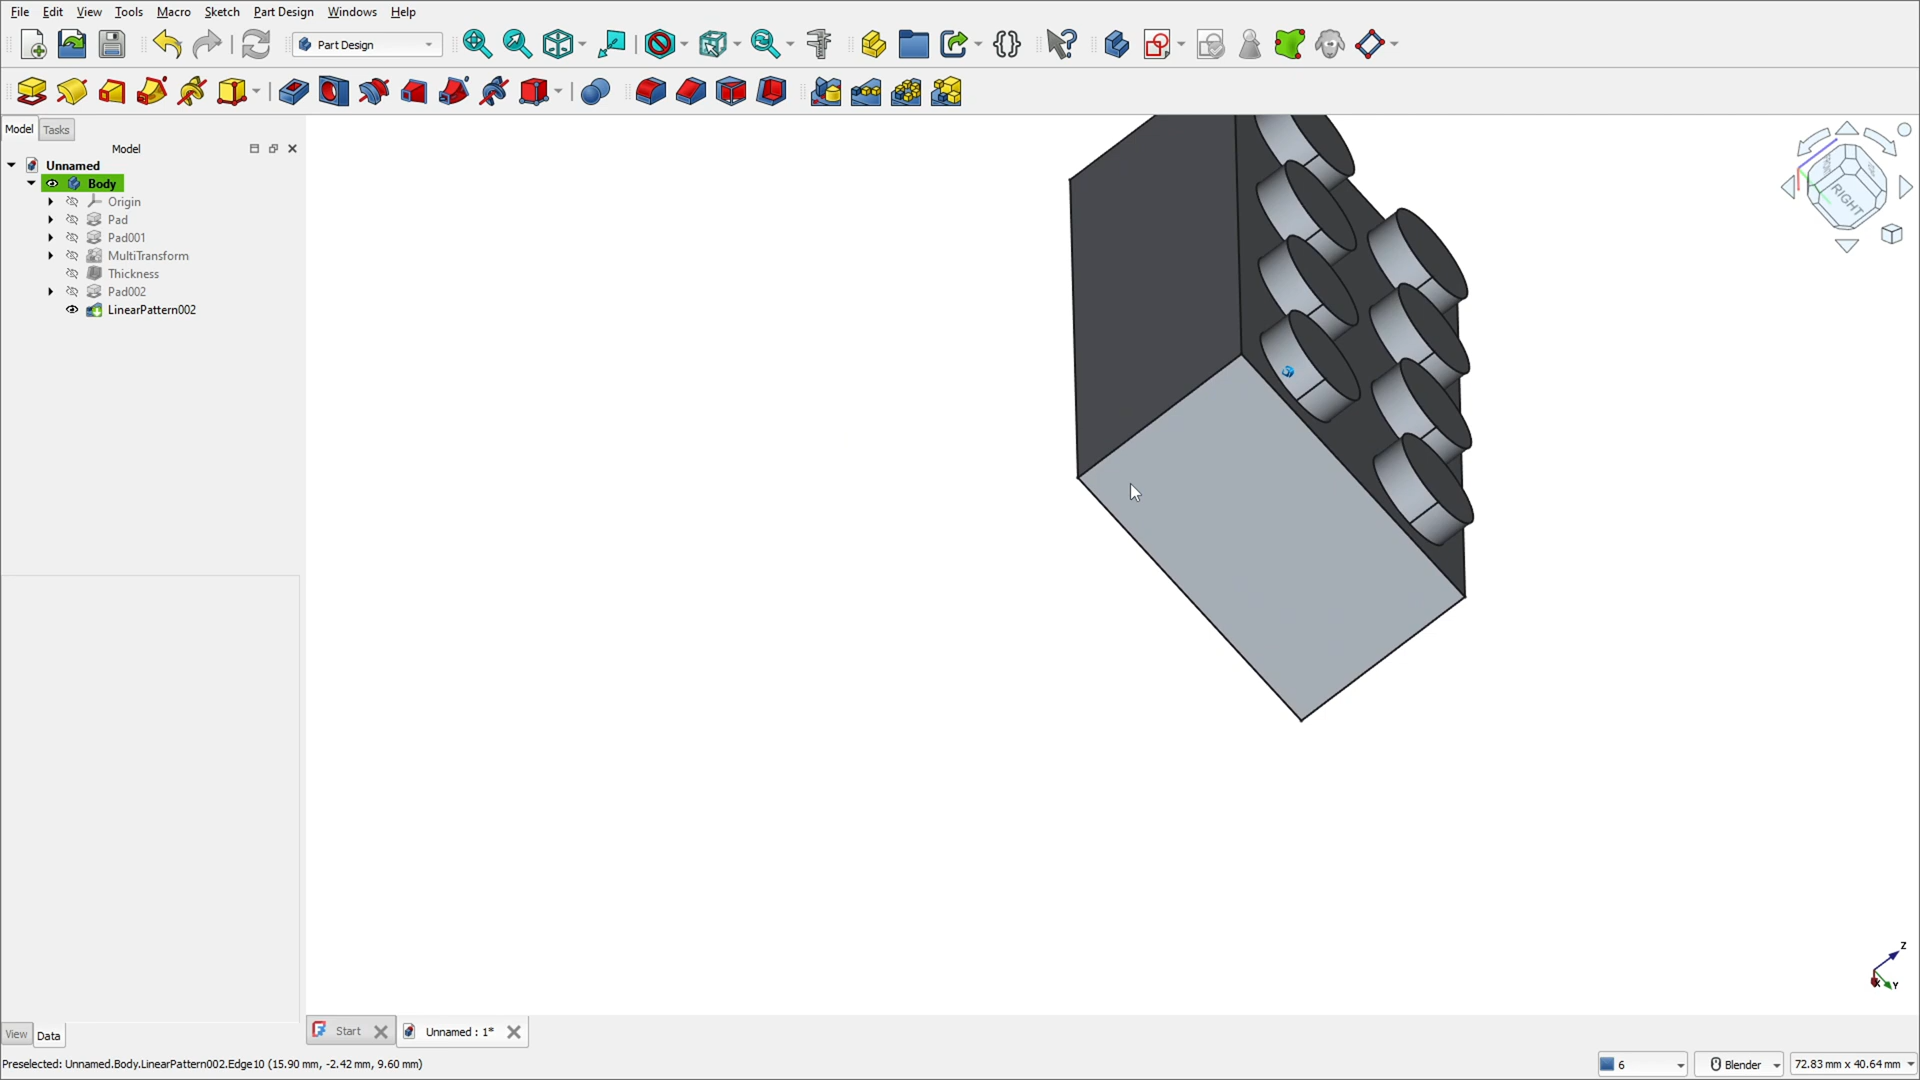 File Edit View Tools Macro Sketch Part Design Windows Help
Part Design
Model Tasks
Model
Unnamed
Body
Origin
Pad
Pad001
MultiTransform
Thickness
Pad002
LinearPattern002
RIGHT
Z
X Y
View Data
Start
Unnamed : 1*
Preselected: Unnamed.Body.LinearPattern002.Edge10 (15.90 mm, -2.42 mm, 9.60 mm)
6
Blender
72.83 mm x 40.64 mm